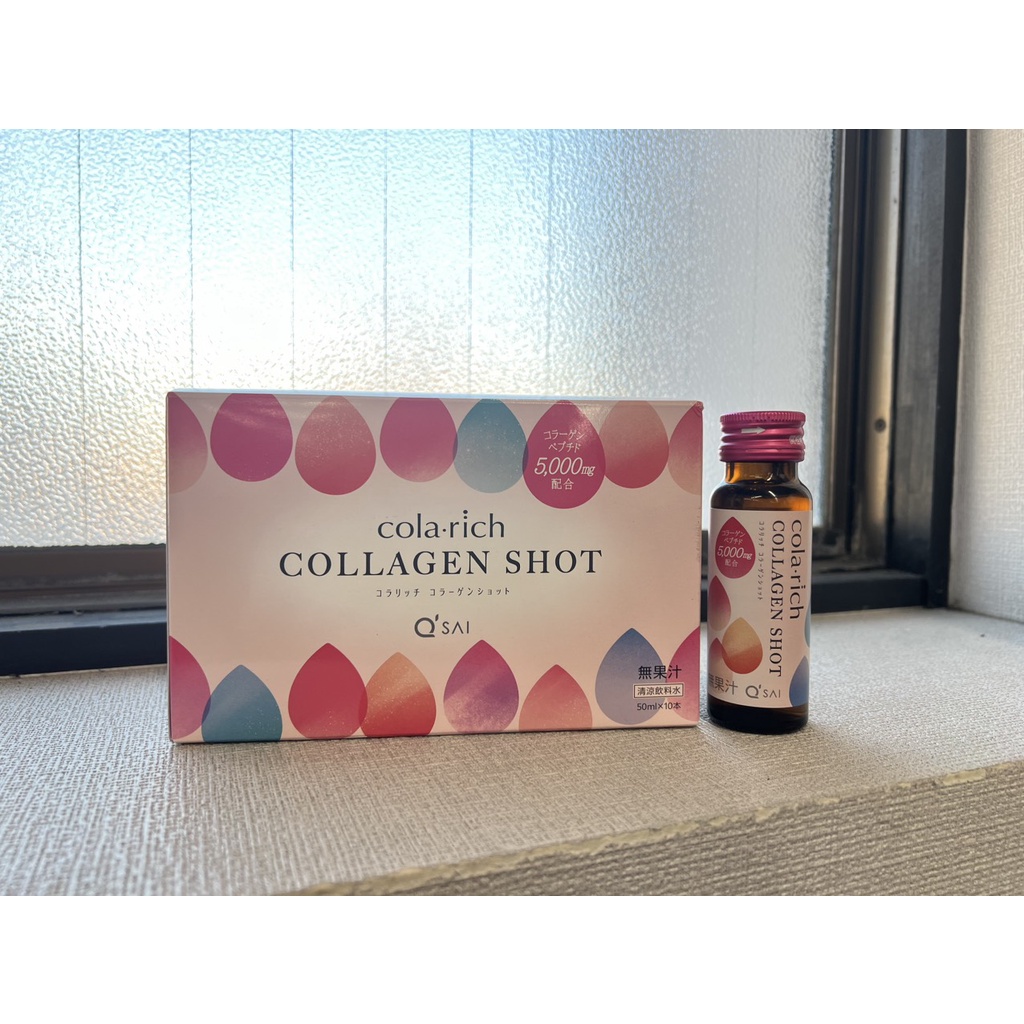 コラーゲン
ペプチド
5,000mg
配合
cola·rich
COLLAGEN SHOT
コラリッチ コラーゲンショット
Q'SAI
無果汁
清涼飲料水
50ml×10本
コラーゲン
ペプチド
5,000mg
配合
cola·rich
COLLAGEN SHOT
コラリッチ コラーゲンショット
無果汁
Q'SAI